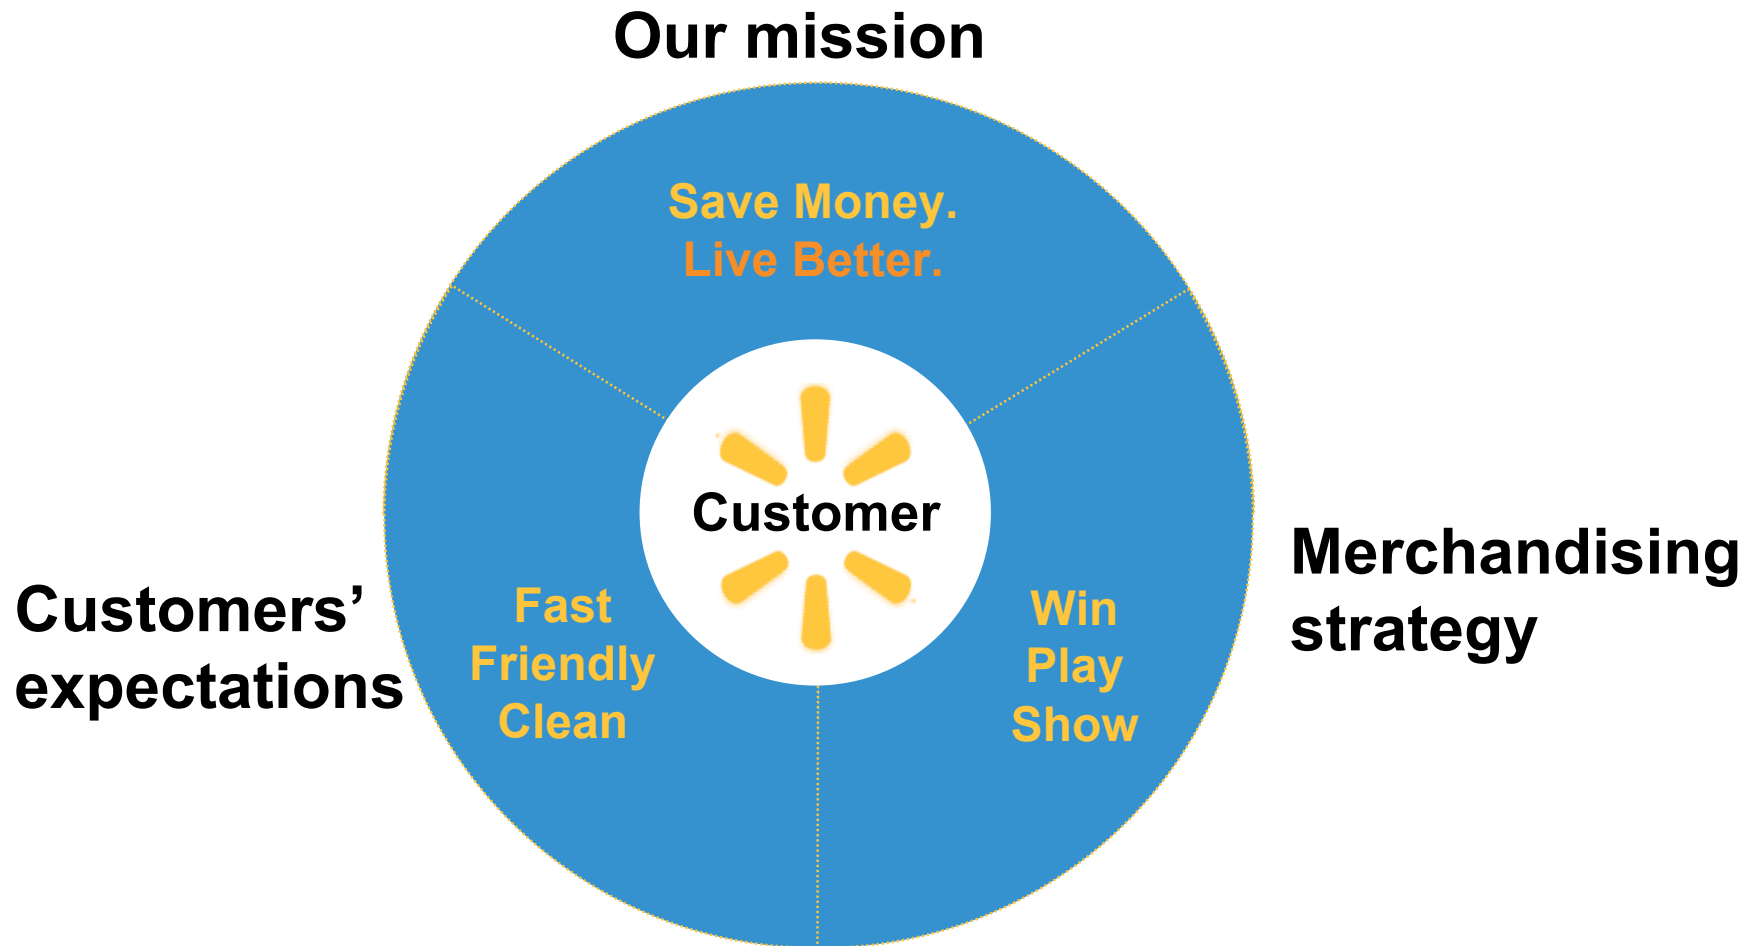 Our mission
Save Money.
Live Better.
Customer
Customers’
expectations
Fast
Friendly
Clean
Merchandising
strategy
Win
Play
Show